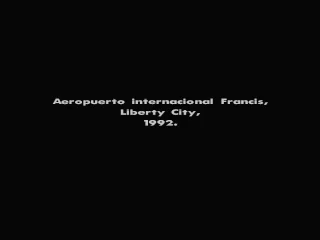 Aeropuerto internacional Francis,
Liberty City,
1992.